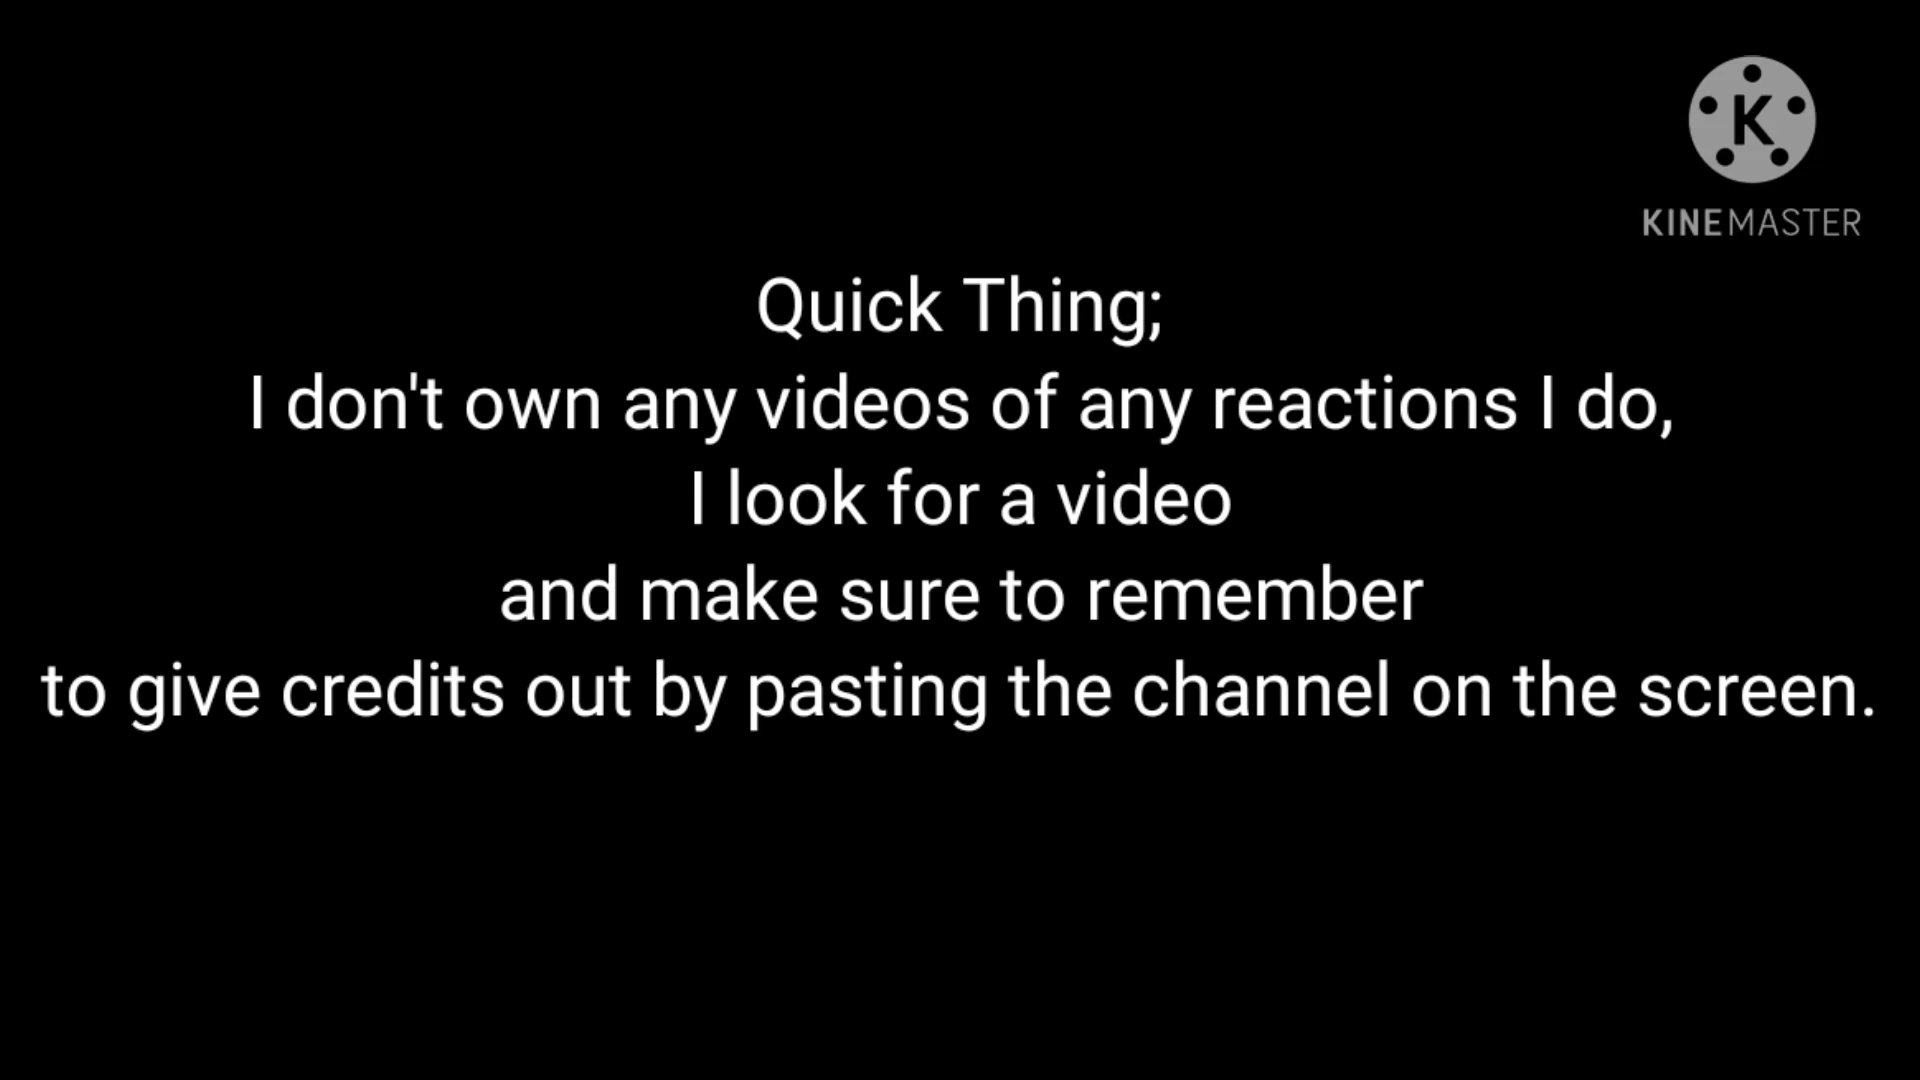 K
KINEMASTER
Quick Thing;
I don't own any videos of any reactions I do,
I look for a video
and make sure to remember
to give credits out by pasting the channel on the screen.